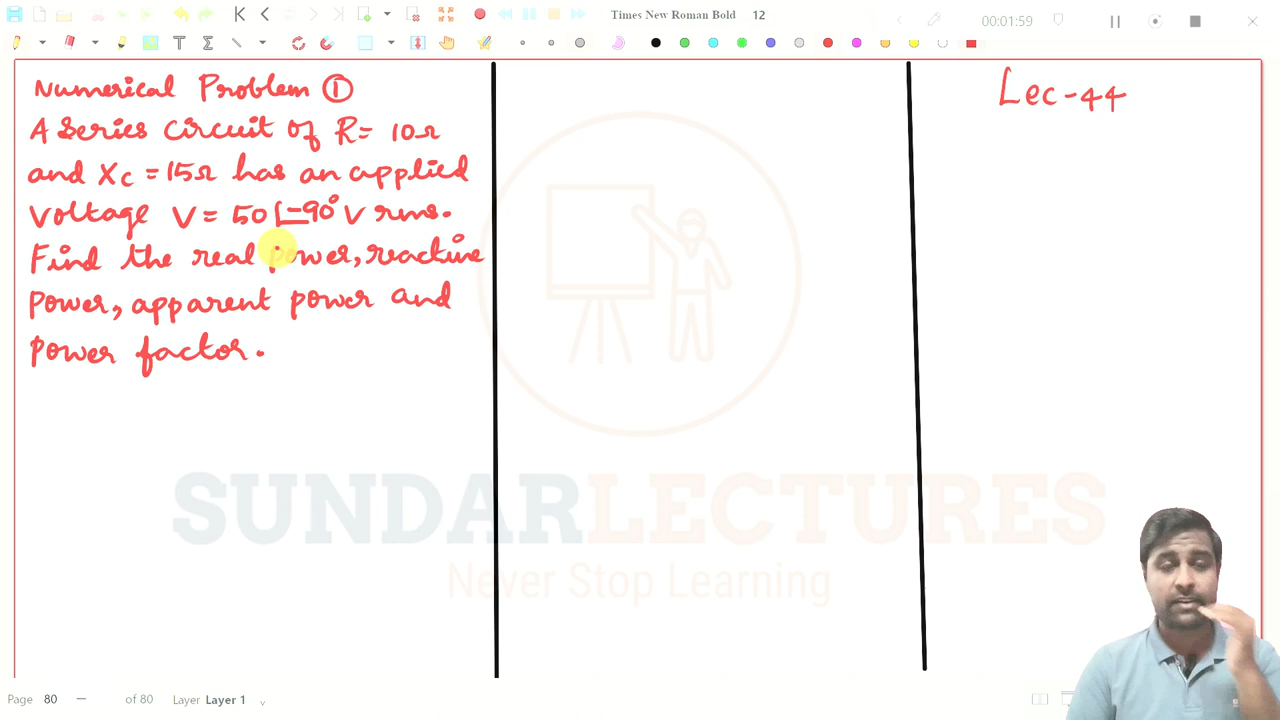 Times New Roman Bold 12
00:01:59
Numerical Problem ①
A Series Circuit of R= 10Ω
and Xc = 15Ω has an applied
voltage V = 50∠-90° V rms.
Find the real power, reactive
power, apparent power and
power factor.
Lec-44
SUNDARLECTURES
Never Stop Learning
Page 80 of 80 Layer Layer 1